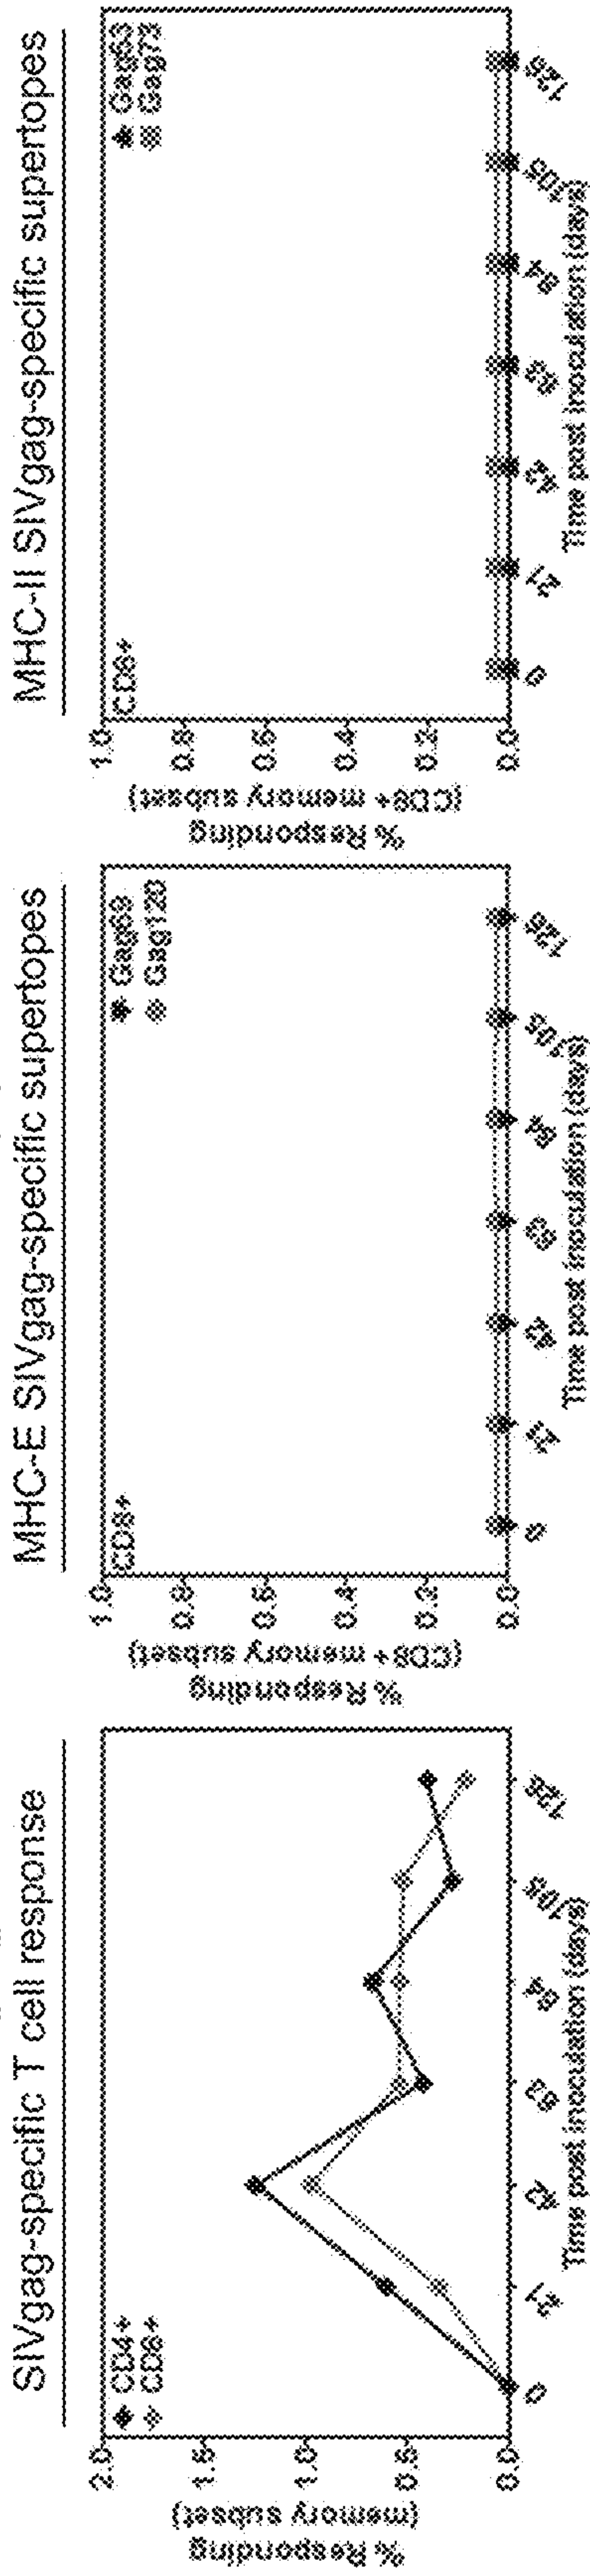 SIVgag-specific T cell response
% Responding
(memory subset)
2.0
1.5
1.0
0.5
0.0
CD4+
CD8+
0
21
42
63
84
105
126
Time post inoculation (days)
MHC-E SIVgag-specific supertopes
% Responding
(CD8+ memory subset)
1.0
0.8
0.6
0.4
0.2
0.0
CD8+
Gag69
Gag120
0
21
42
63
84
105
126
Time post inoculation (days)
MHC-II SIVgag-specific supertopes
% Responding
(CD8+ memory subset)
1.0
0.8
0.6
0.4
0.2
0.0
CD8+
Gag53
Gag73
0
21
42
63
84
105
126
Time post inoculation (days)